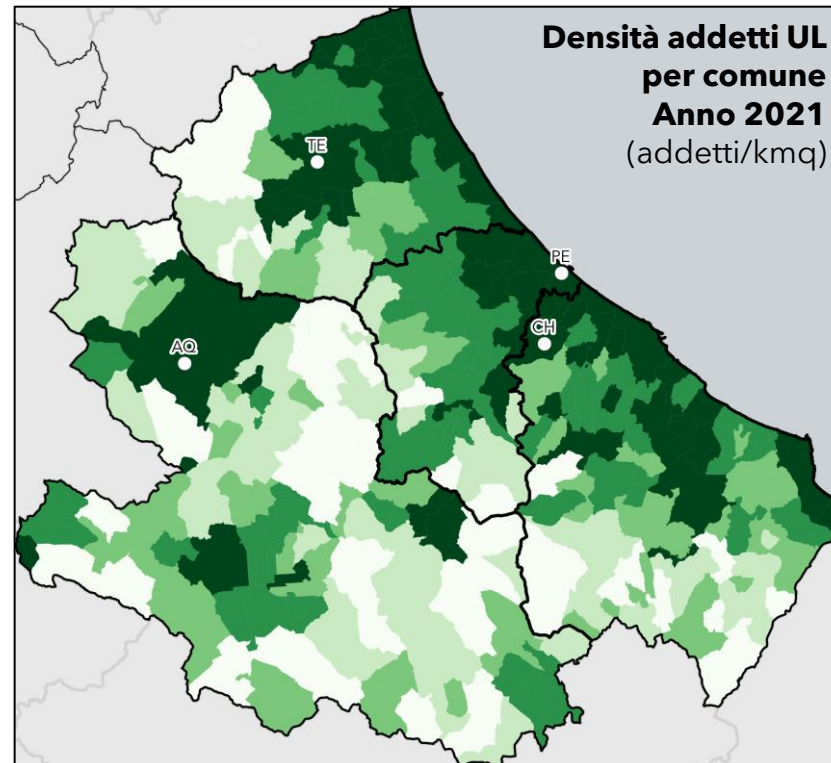 Densità addetti UL
per comune
Anno 2021
(addetti/kmq)
TE
PE
CH
AQ